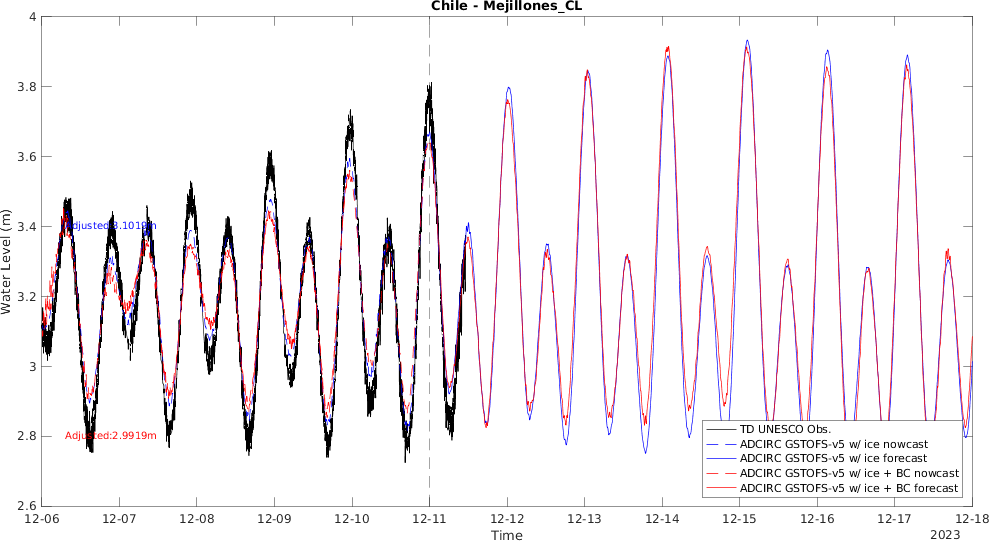 Chile - Mejillones_CL
4
3.8
3.6
3.4
3.2
3
2.8
2.6
Water Level (m)
Adjusted:3.1019m
Adjusted:2.9919m
TD UNESCO Obs.
ADCIRC GSTOFS-v5 w/ ice nowcast
ADCIRC GSTOFS-v5 w/ ice forecast
ADCIRC GSTOFS-v5 w/ ice + BC nowcast
ADCIRC GSTOFS-v5 w/ ice + BC forecast
12-06 12-07 12-08 12-09 12-10 12-11 12-12 12-13 12-14 12-15 12-16 12-17 12-18
Time
2023